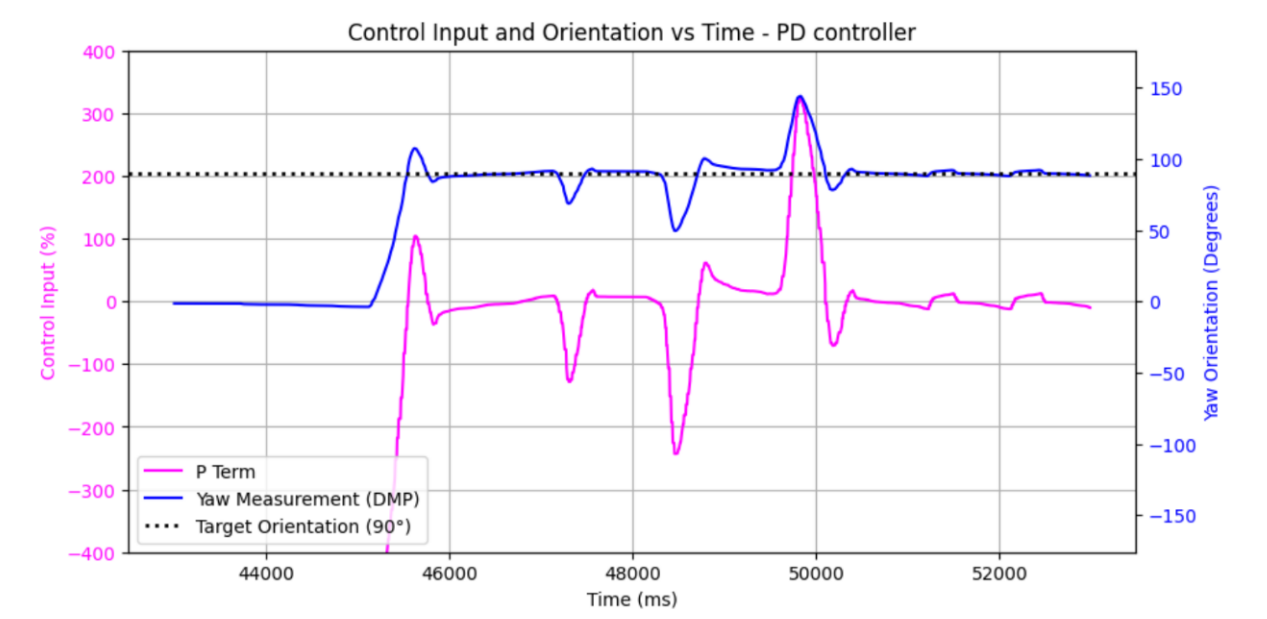 Control Input and Orientation vs Time - PD controller
400
300
200
100
0
−100
−200
−300
−400
Control Input (%)
150
100
50
0
−50
−100
−150
Yaw Orientation (Degrees)
P Term
Yaw Measurement (DMP)
Target Orientation (90°)
44000 46000 48000 50000 52000
Time (ms)